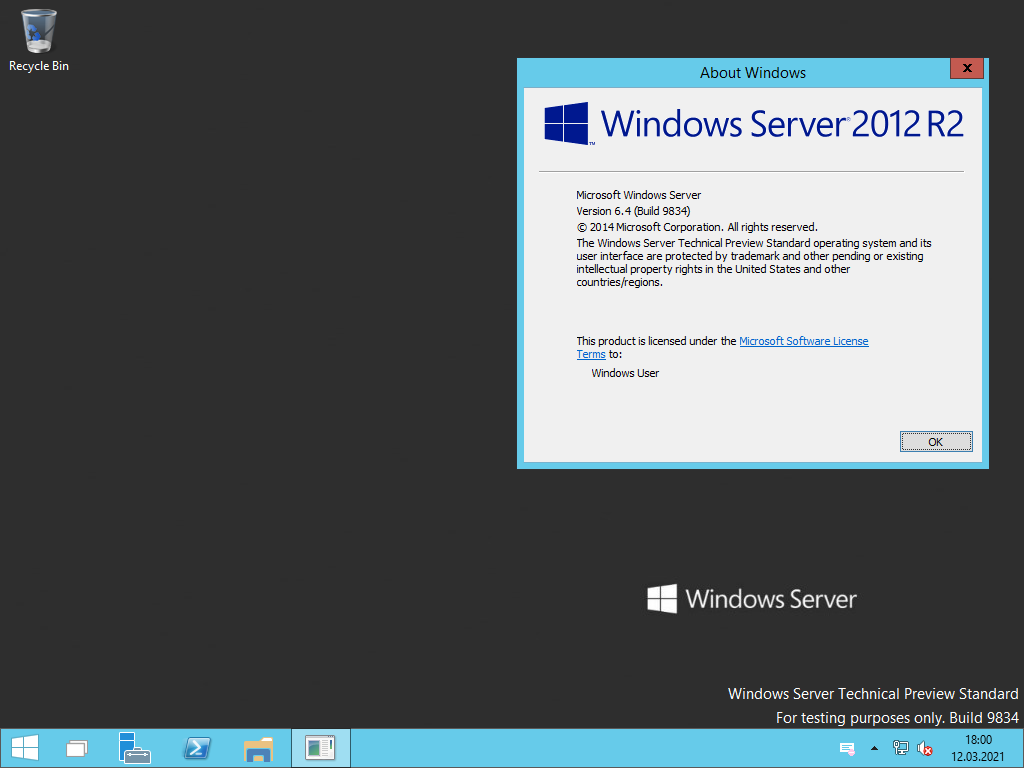 Recycle Bin
About Windows
Windows Server® 2012 R2
™
Microsoft Windows Server
Version 6.4 (Build 9834)
© 2014 Microsoft Corporation. All rights reserved.
The Windows Server Technical Preview Standard operating system and its
user interface are protected by trademark and other pending or existing
intellectual property rights in the United States and other
countries/regions.
This product is licensed under the Microsoft Software License
Terms to:
Windows User
OK
Windows Server
Windows Server Technical Preview Standard
For testing purposes only. Build 9834
18:00
12.03.2021